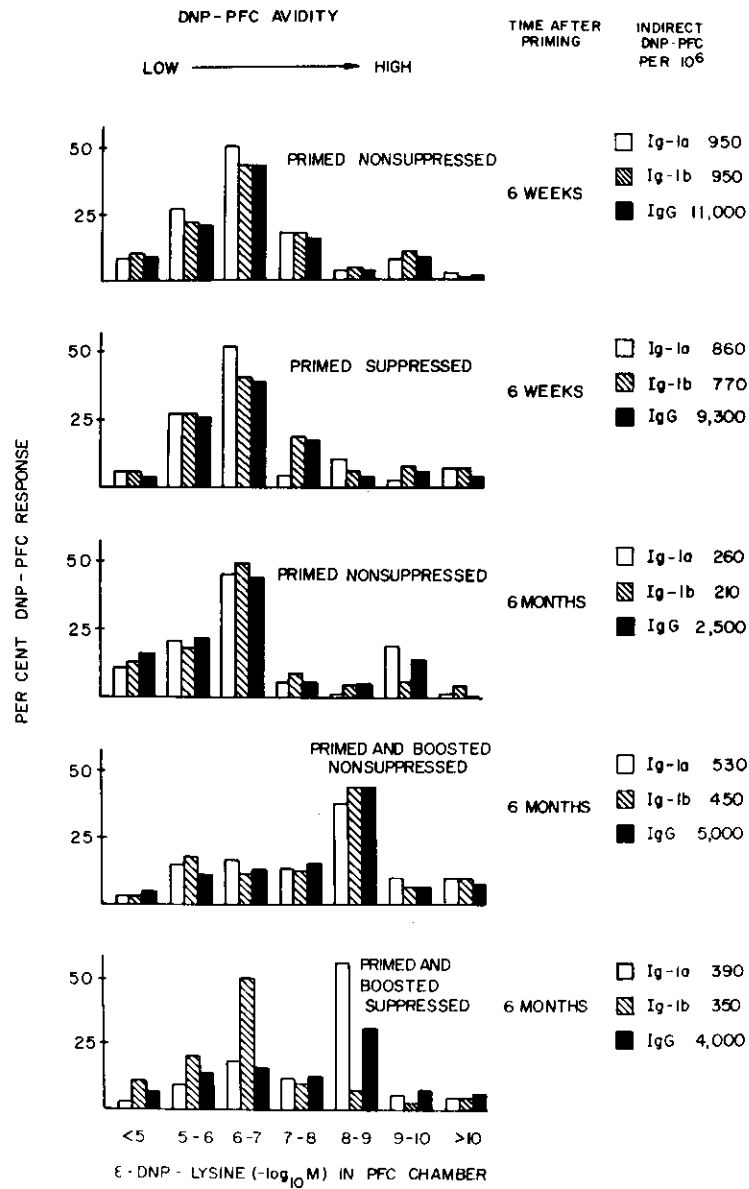 DNP-PFC AVIDITY
LOW HIGH
TIME AFTER
PRIMING
INDIRECT
DNP-PFC
PER 10⁶
PER CENT DNP-PFC RESPONSE
50
25
PRIMED NONSUPPRESSED
6 WEEKS
Ig-1a 950
Ig-1b 950
IgG 11,000
50
25
PRIMED SUPPRESSED
6 WEEKS
Ig-1a 860
Ig-1b 770
IgG 9,300
50
25
PRIMED NONSUPPRESSED
6 MONTHS
Ig-1a 260
Ig-1b 210
IgG 2,500
50
25
PRIMED AND BOOSTED
NONSUPPRESSED
6 MONTHS
Ig-1a 530
Ig-1b 450
IgG 5,000
50
25
PRIMED AND
BOOSTED
SUPPRESSED
6 MONTHS
Ig-1a 390
Ig-1b 350
IgG 4,000
<5 5-6 6-7 7-8 8-9 9-10 >10
ε-DNP-LYSINE (-log₁₀M) IN PFC CHAMBER